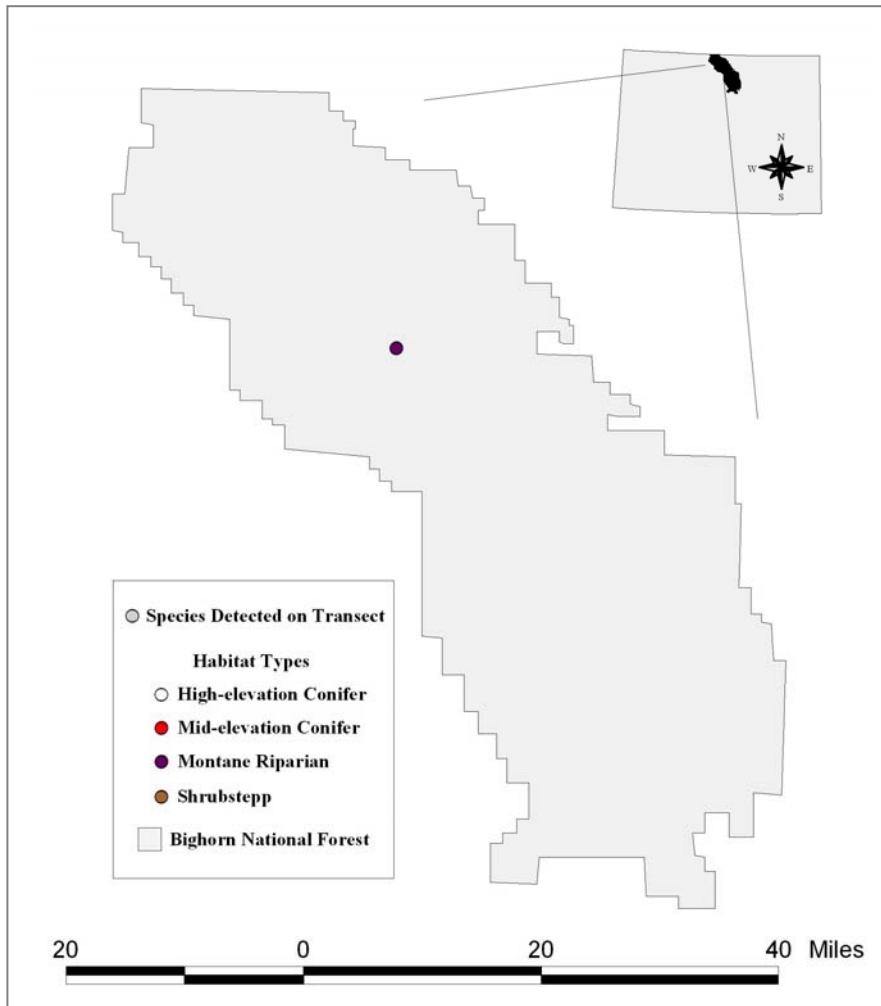 N
W E
S
Species Detected on Transect
Habitat Types
High-elevation Conifer
Mid-elevation Conifer
Montane Riparian
Shrubstepp
Bighorn National Forest
20 0 20 40 Miles